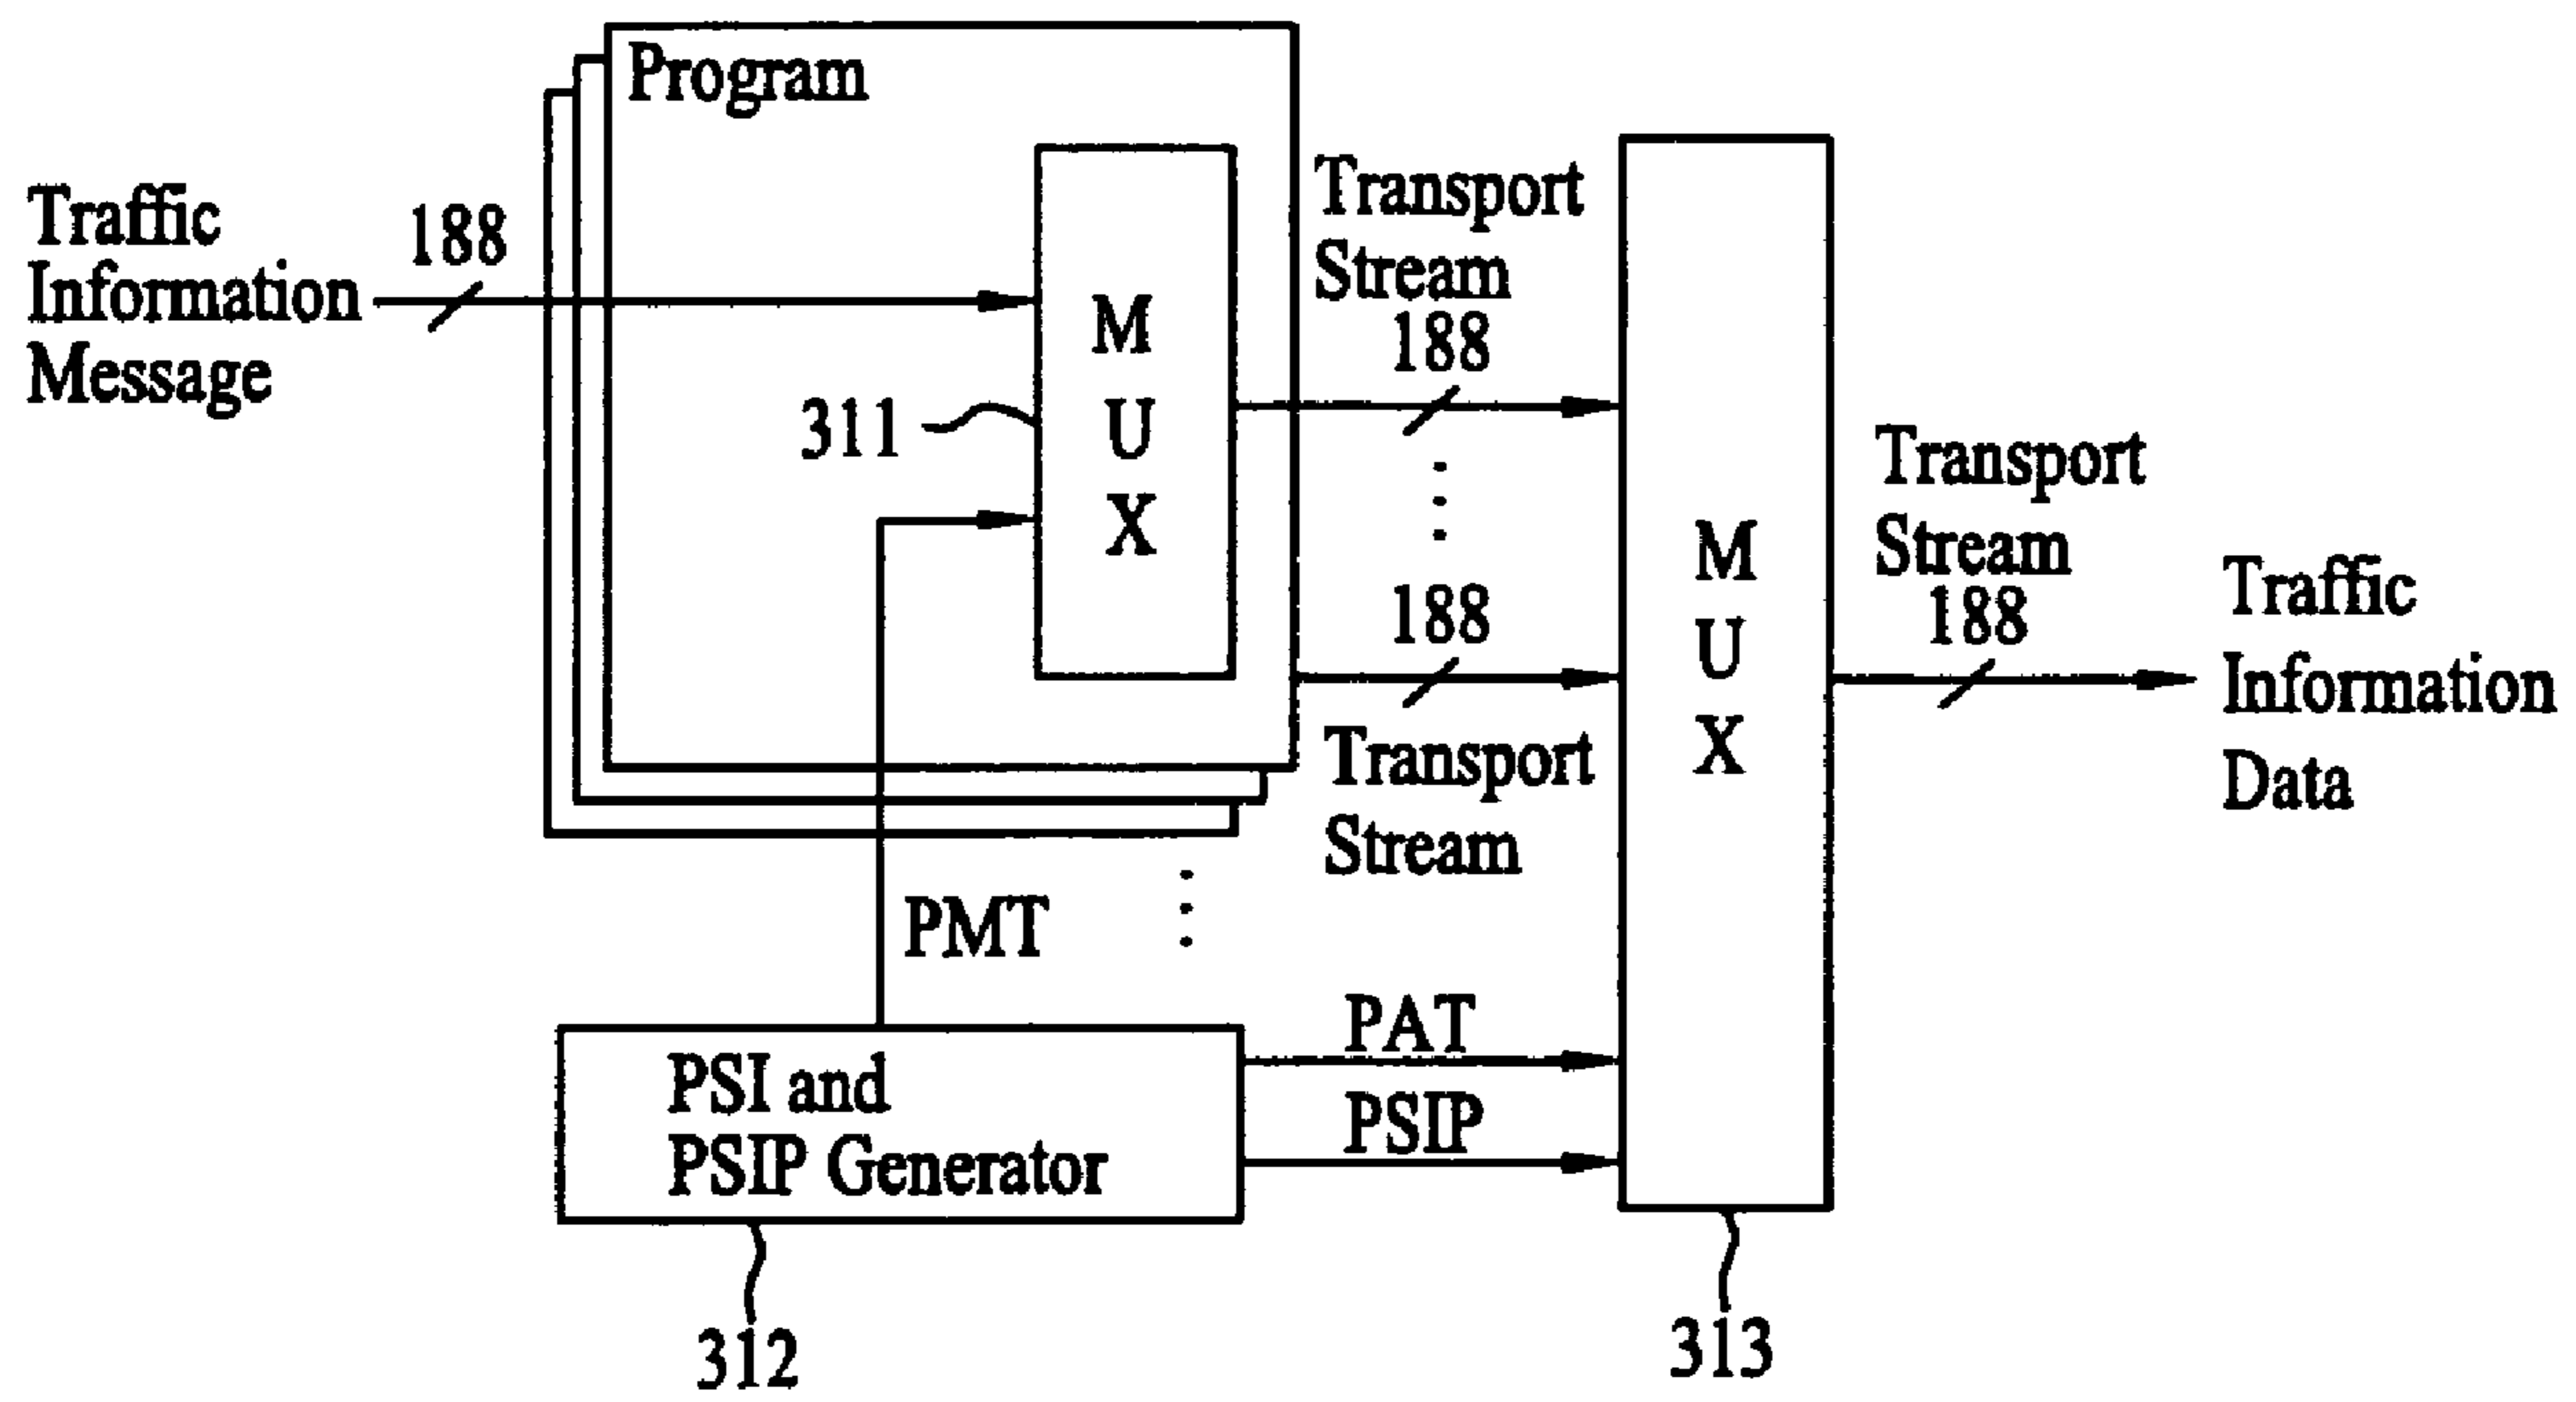 Program
Traffic
Information
Message
188
M
U
X
311
Transport
Stream
188
188
Transport
Stream
M
U
X
Transport
Stream
188
Traffic
Information
Data
PMT
PSI and
PSIP Generator
PAT
PSIP
312
313